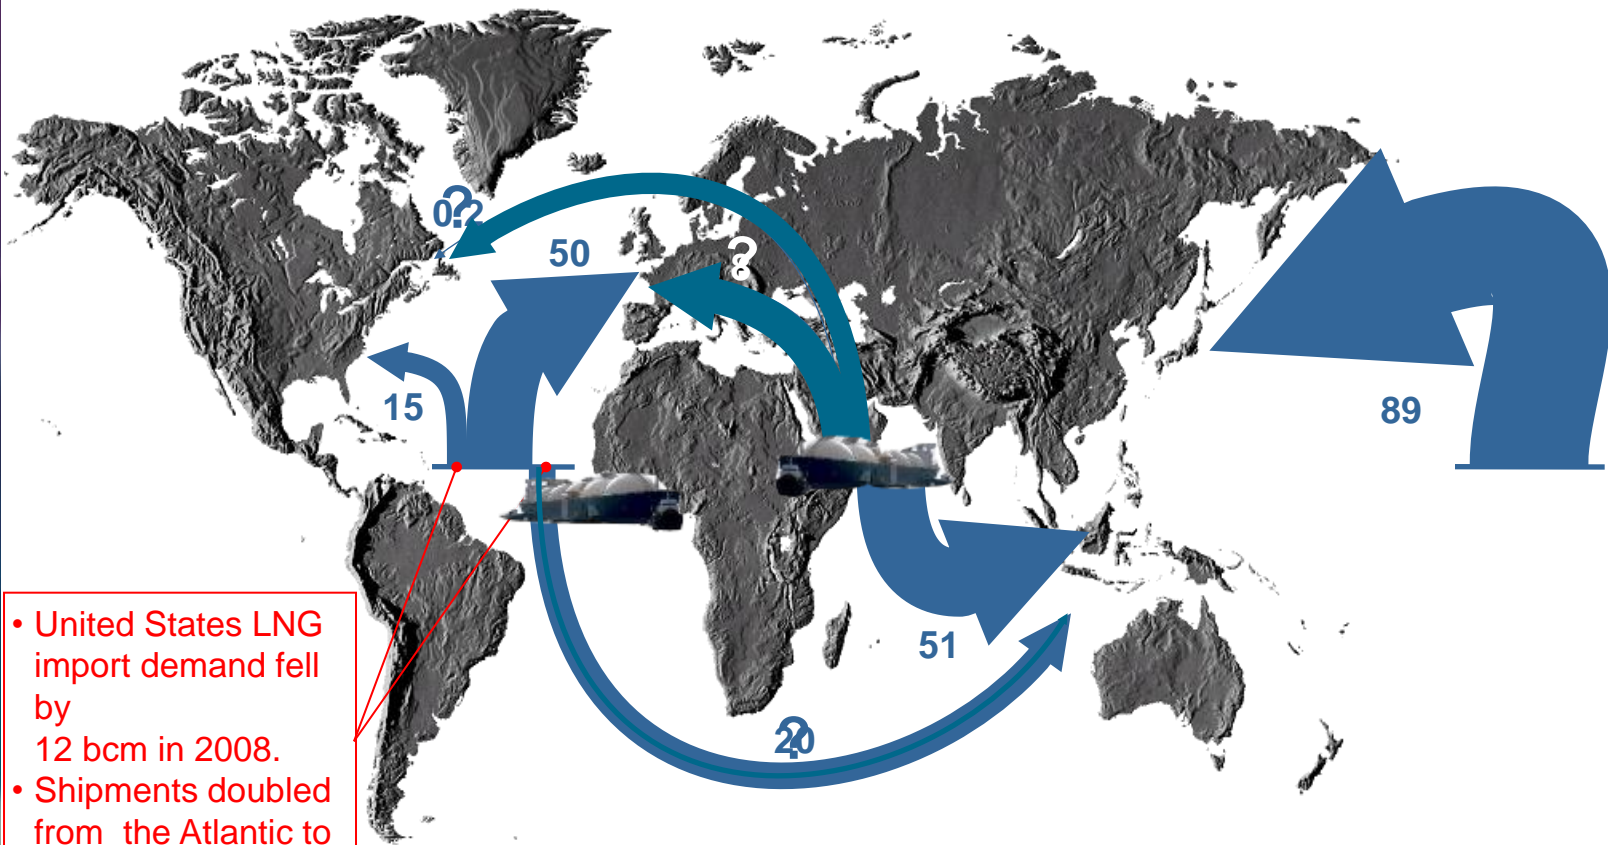 0.2
?
50
?
15
89
51
20
?
• United States LNG
import demand fell
by
12 bcm in 2008.
• Shipments doubled
from the Atlantic to